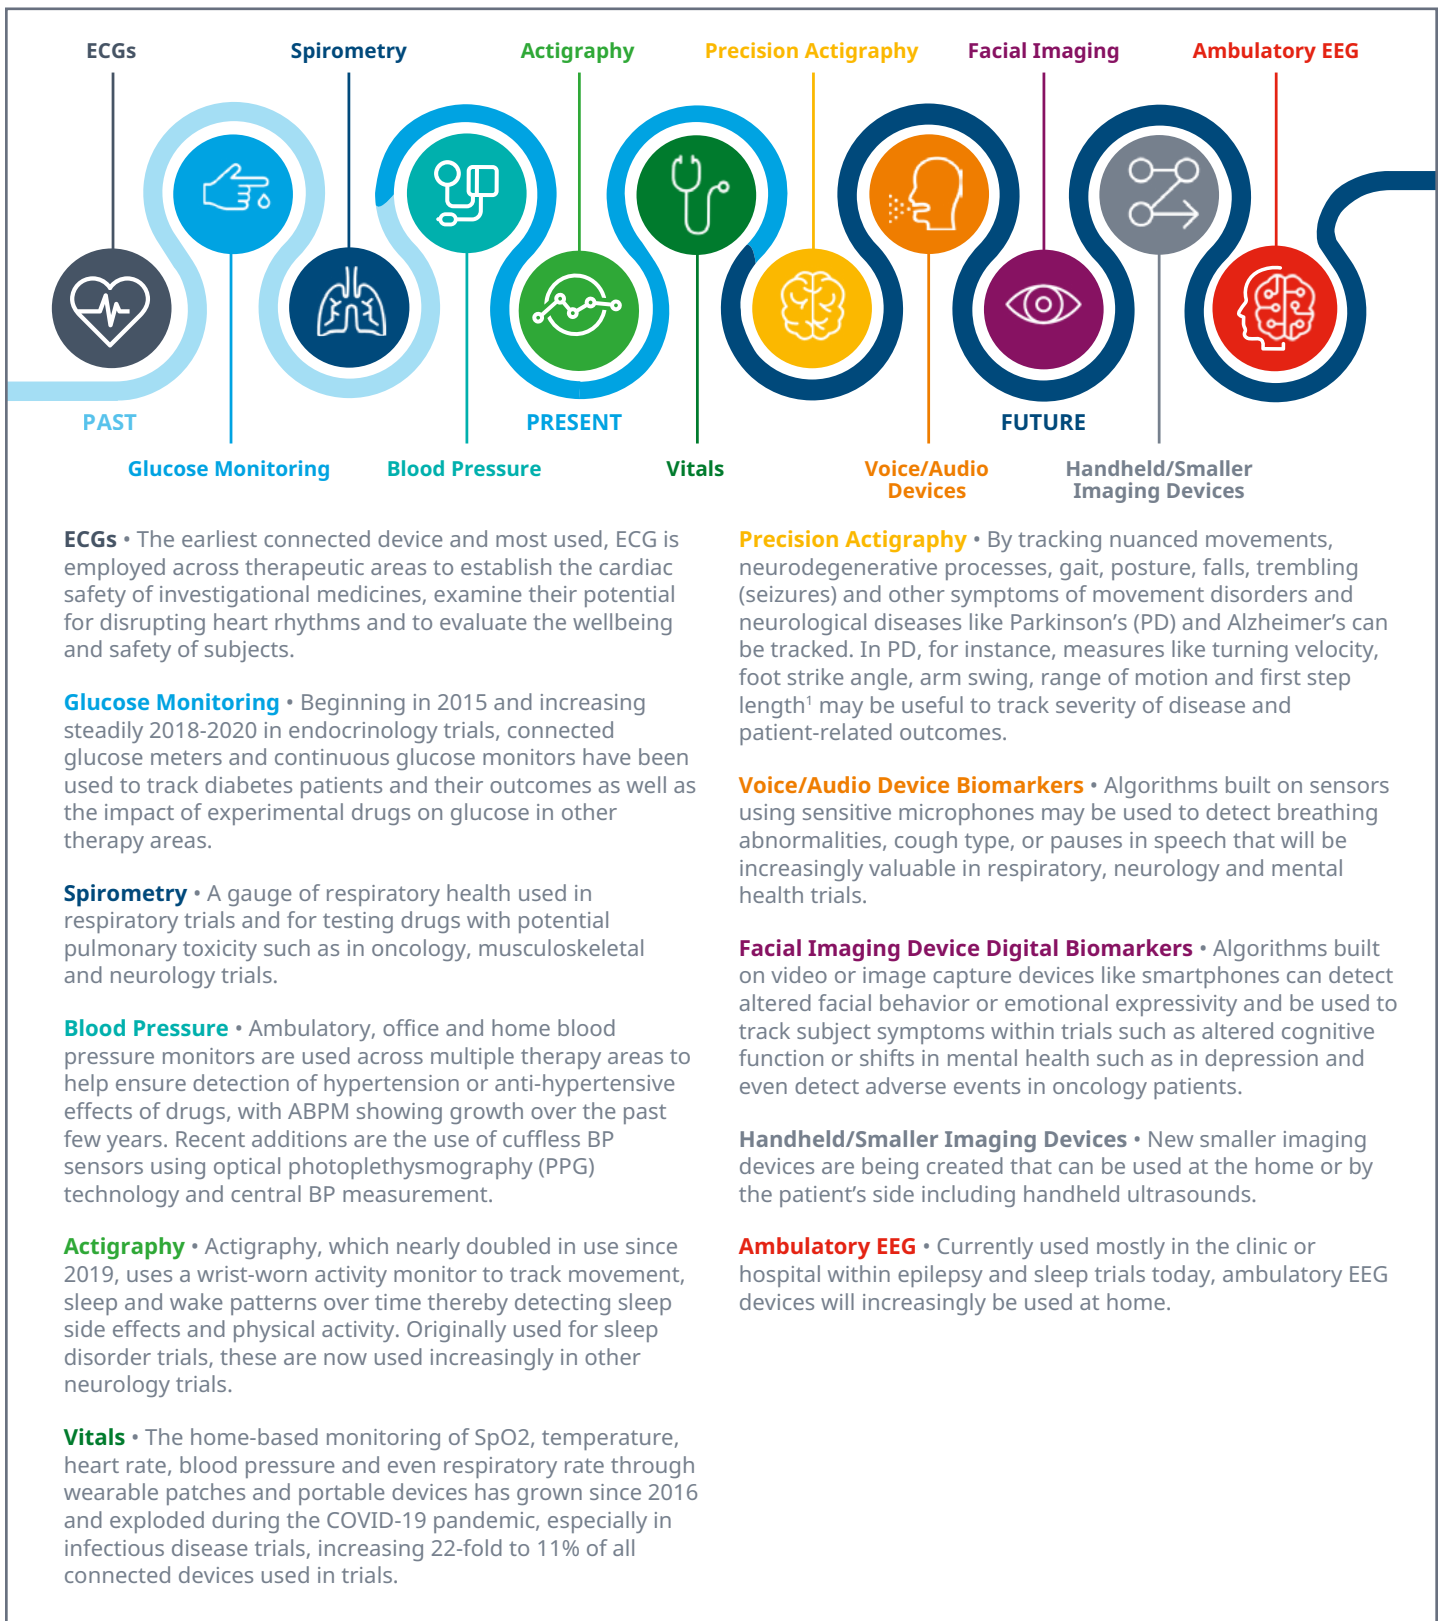 ECGs
Spirometry
Actigraphy
Precision Actigraphy
Facial Imaging
Ambulatory EEG
PAST
PRESENT
FUTURE
Glucose Monitoring
Blood Pressure
Vitals
Voice/Audio
Devices
Handheld/Smaller
Imaging Devices
ECGs • The earliest connected device and most used, ECG is
employed across therapeutic areas to establish the cardiac
safety of investigational medicines, examine their potential
for disrupting heart rhythms and to evaluate the wellbeing
and safety of subjects.
Glucose Monitoring • Beginning in 2015 and increasing
steadily 2018-2020 in endocrinology trials, connected
glucose meters and continuous glucose monitors have been
used to track diabetes patients and their outcomes as well as
the impact of experimental drugs on glucose in other
therapy areas.
Spirometry • A gauge of respiratory health used in
respiratory trials and for testing drugs with potential
pulmonary toxicity such as in oncology, musculoskeletal
and neurology trials.
Blood Pressure • Ambulatory, office and home blood
pressure monitors are used across multiple therapy areas to
help ensure detection of hypertension or anti-hypertensive
effects of drugs, with ABPM showing growth over the past
few years. Recent additions are the use of cuffless BP
sensors using optical photoplethysmography (PPG)
technology and central BP measurement.
Actigraphy • Actigraphy, which nearly doubled in use since
2019, uses a wrist-worn activity monitor to track movement,
sleep and wake patterns over time thereby detecting sleep
side effects and physical activity. Originally used for sleep
disorder trials, these are now used increasingly in other
neurology trials.
Vitals • The home-based monitoring of SpO2, temperature,
heart rate, blood pressure and even respiratory rate through
wearable patches and portable devices has grown since 2016
and exploded during the COVID-19 pandemic, especially in
infectious disease trials, increasing 22-fold to 11% of all
connected devices used in trials.
Precision Actigraphy • By tracking nuanced movements,
neurodegenerative processes, gait, posture, falls, trembling
(seizures) and other symptoms of movement disorders and
neurological diseases like Parkinson’s (PD) and Alzheimer’s can
be tracked. In PD, for instance, measures like turning velocity,
foot strike angle, arm swing, range of motion and first step
length¹ may be useful to track severity of disease and
patient-related outcomes.
Voice/Audio Device Biomarkers • Algorithms built on sensors
using sensitive microphones may be used to detect breathing
abnormalities, cough type, or pauses in speech that will be
increasingly valuable in respiratory, neurology and mental
health trials.
Facial Imaging Device Digital Biomarkers • Algorithms built
on video or image capture devices like smartphones can detect
altered facial behavior or emotional expressivity and be used to
track subject symptoms within trials such as altered cognitive
function or shifts in mental health such as in depression and
even detect adverse events in oncology patients.
Handheld/Smaller Imaging Devices • New smaller imaging
devices are being created that can be used at the home or by
the patient’s side including handheld ultrasounds.
Ambulatory EEG • Currently used mostly in the clinic or
hospital within epilepsy and sleep trials today, ambulatory EEG
devices will increasingly be used at home.